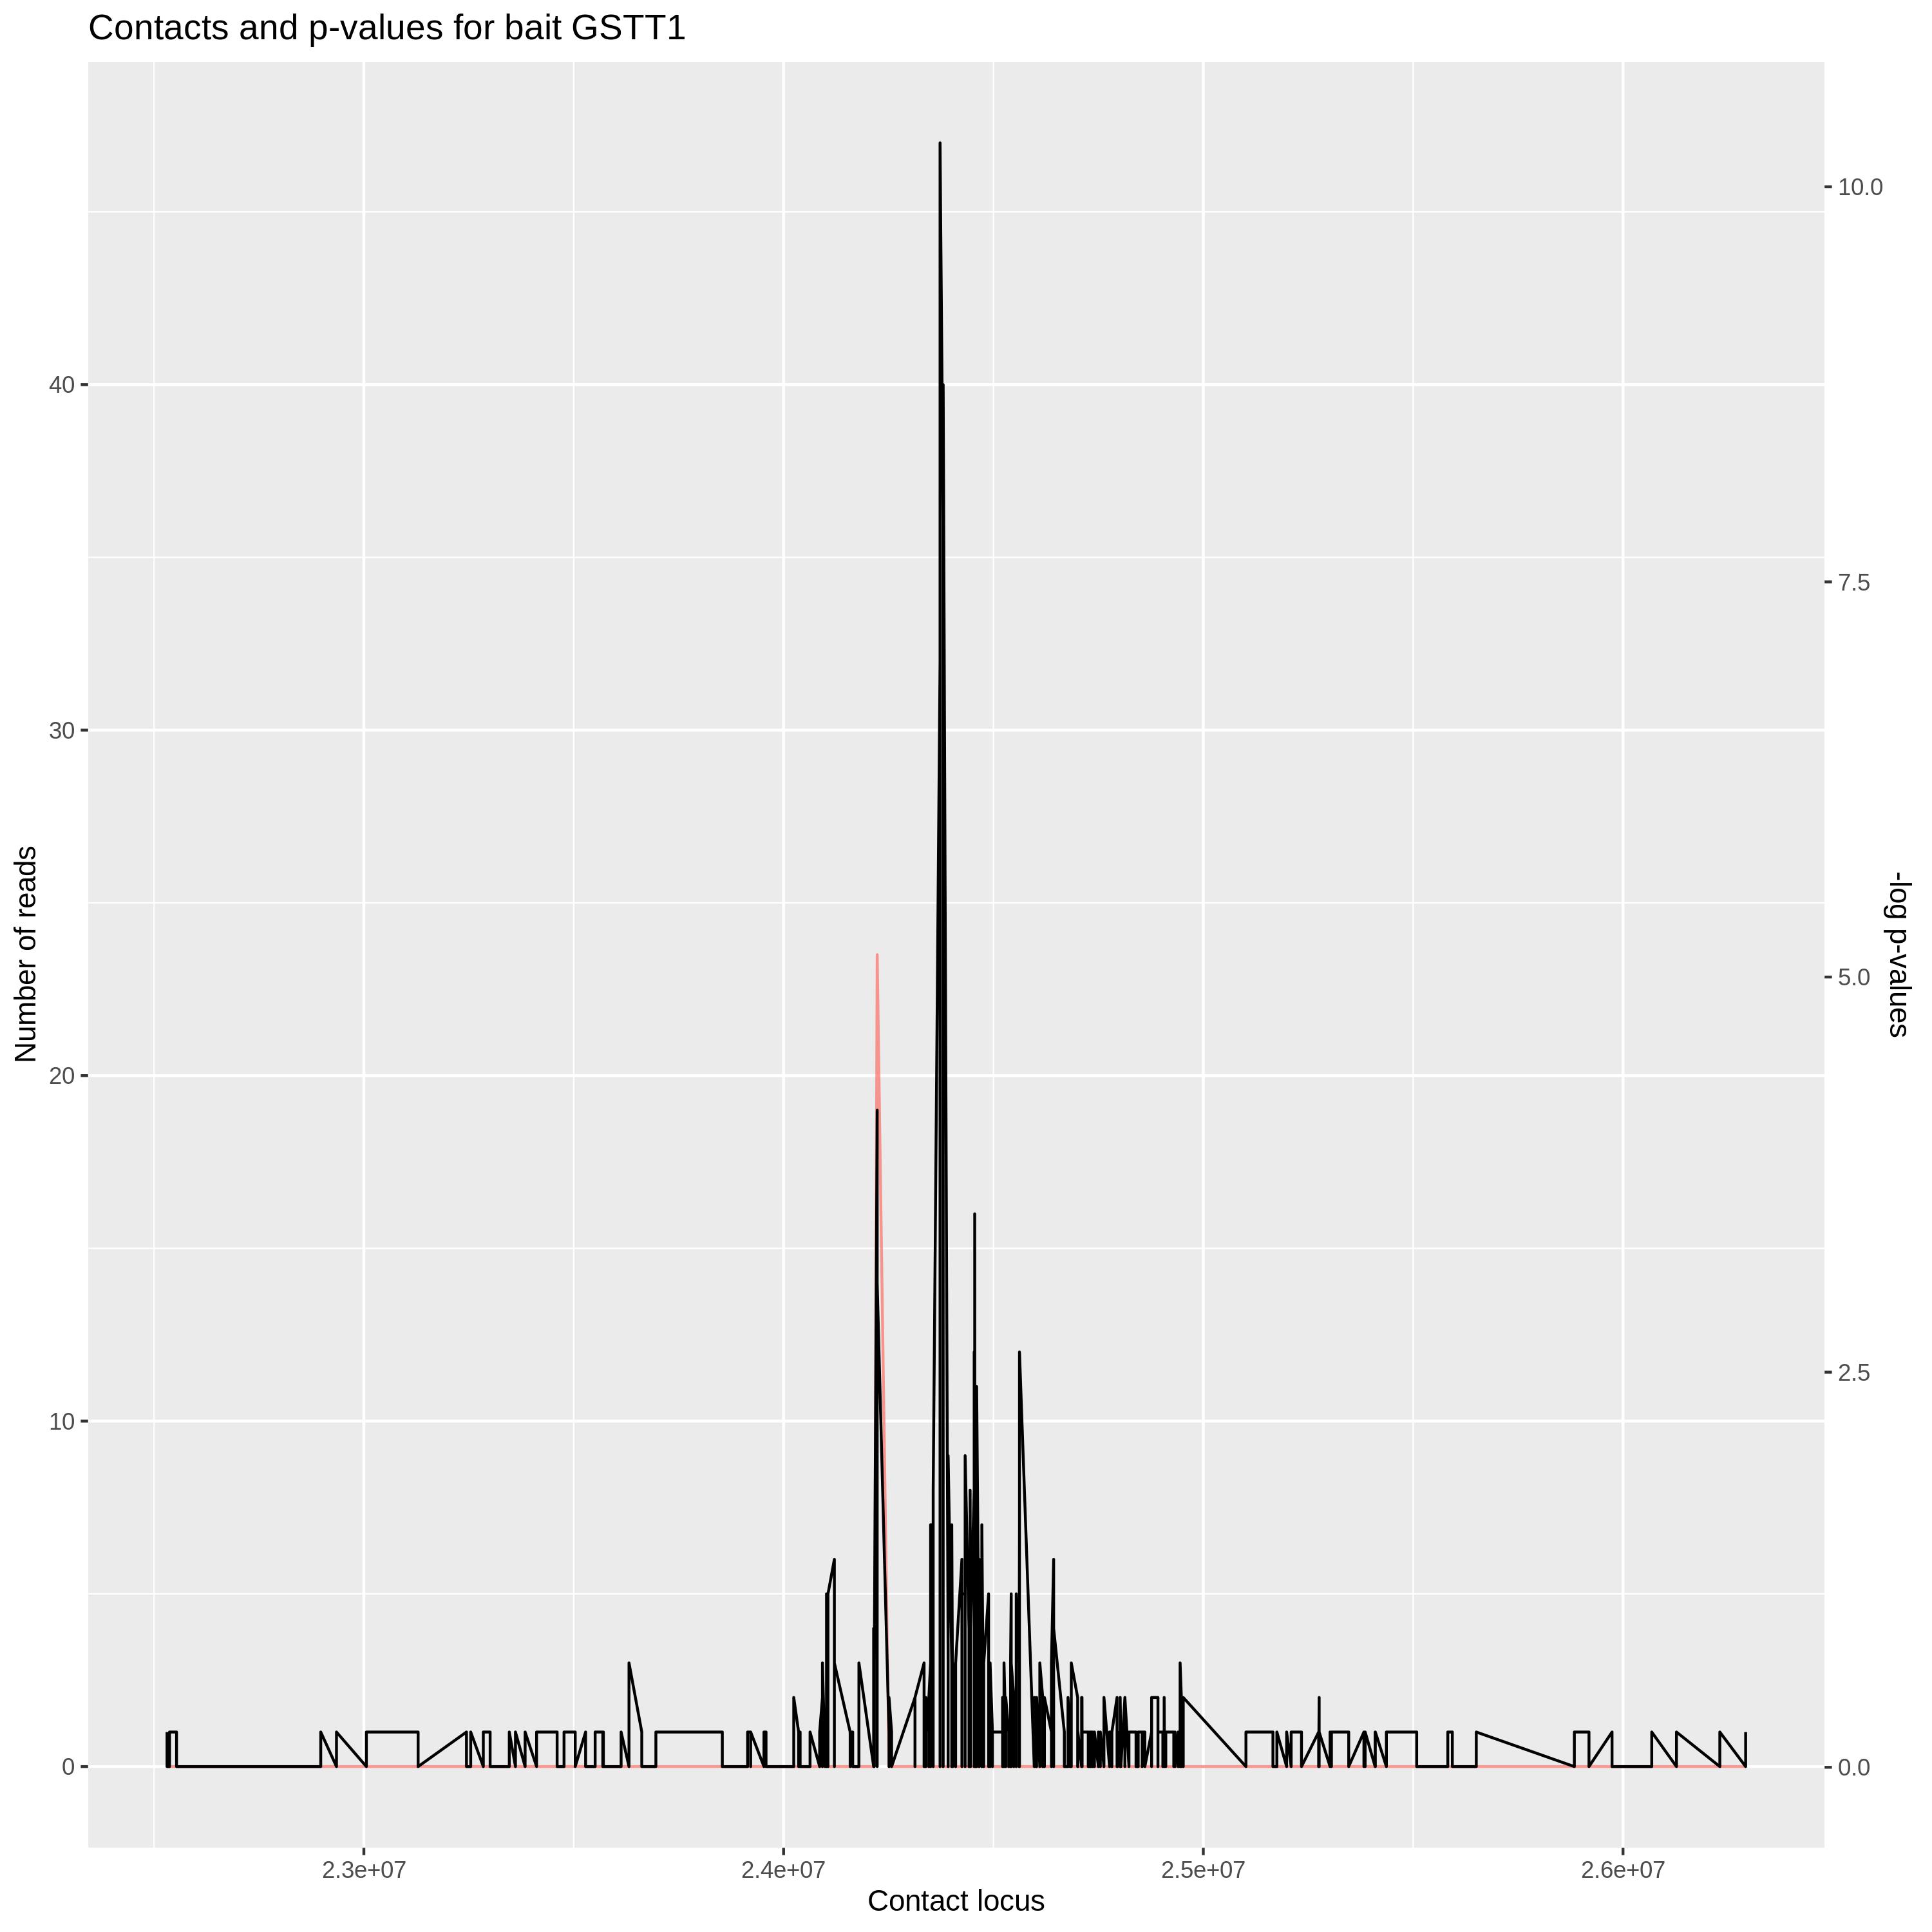 Contacts and p-values for bait GSTT1
Number of reads
40
30
20
10
0
10.0
7.5
5.0
2.5
0.0
-log p-values
2.3e+07
2.4e+07
2.5e+07
2.6e+07
Contact locus